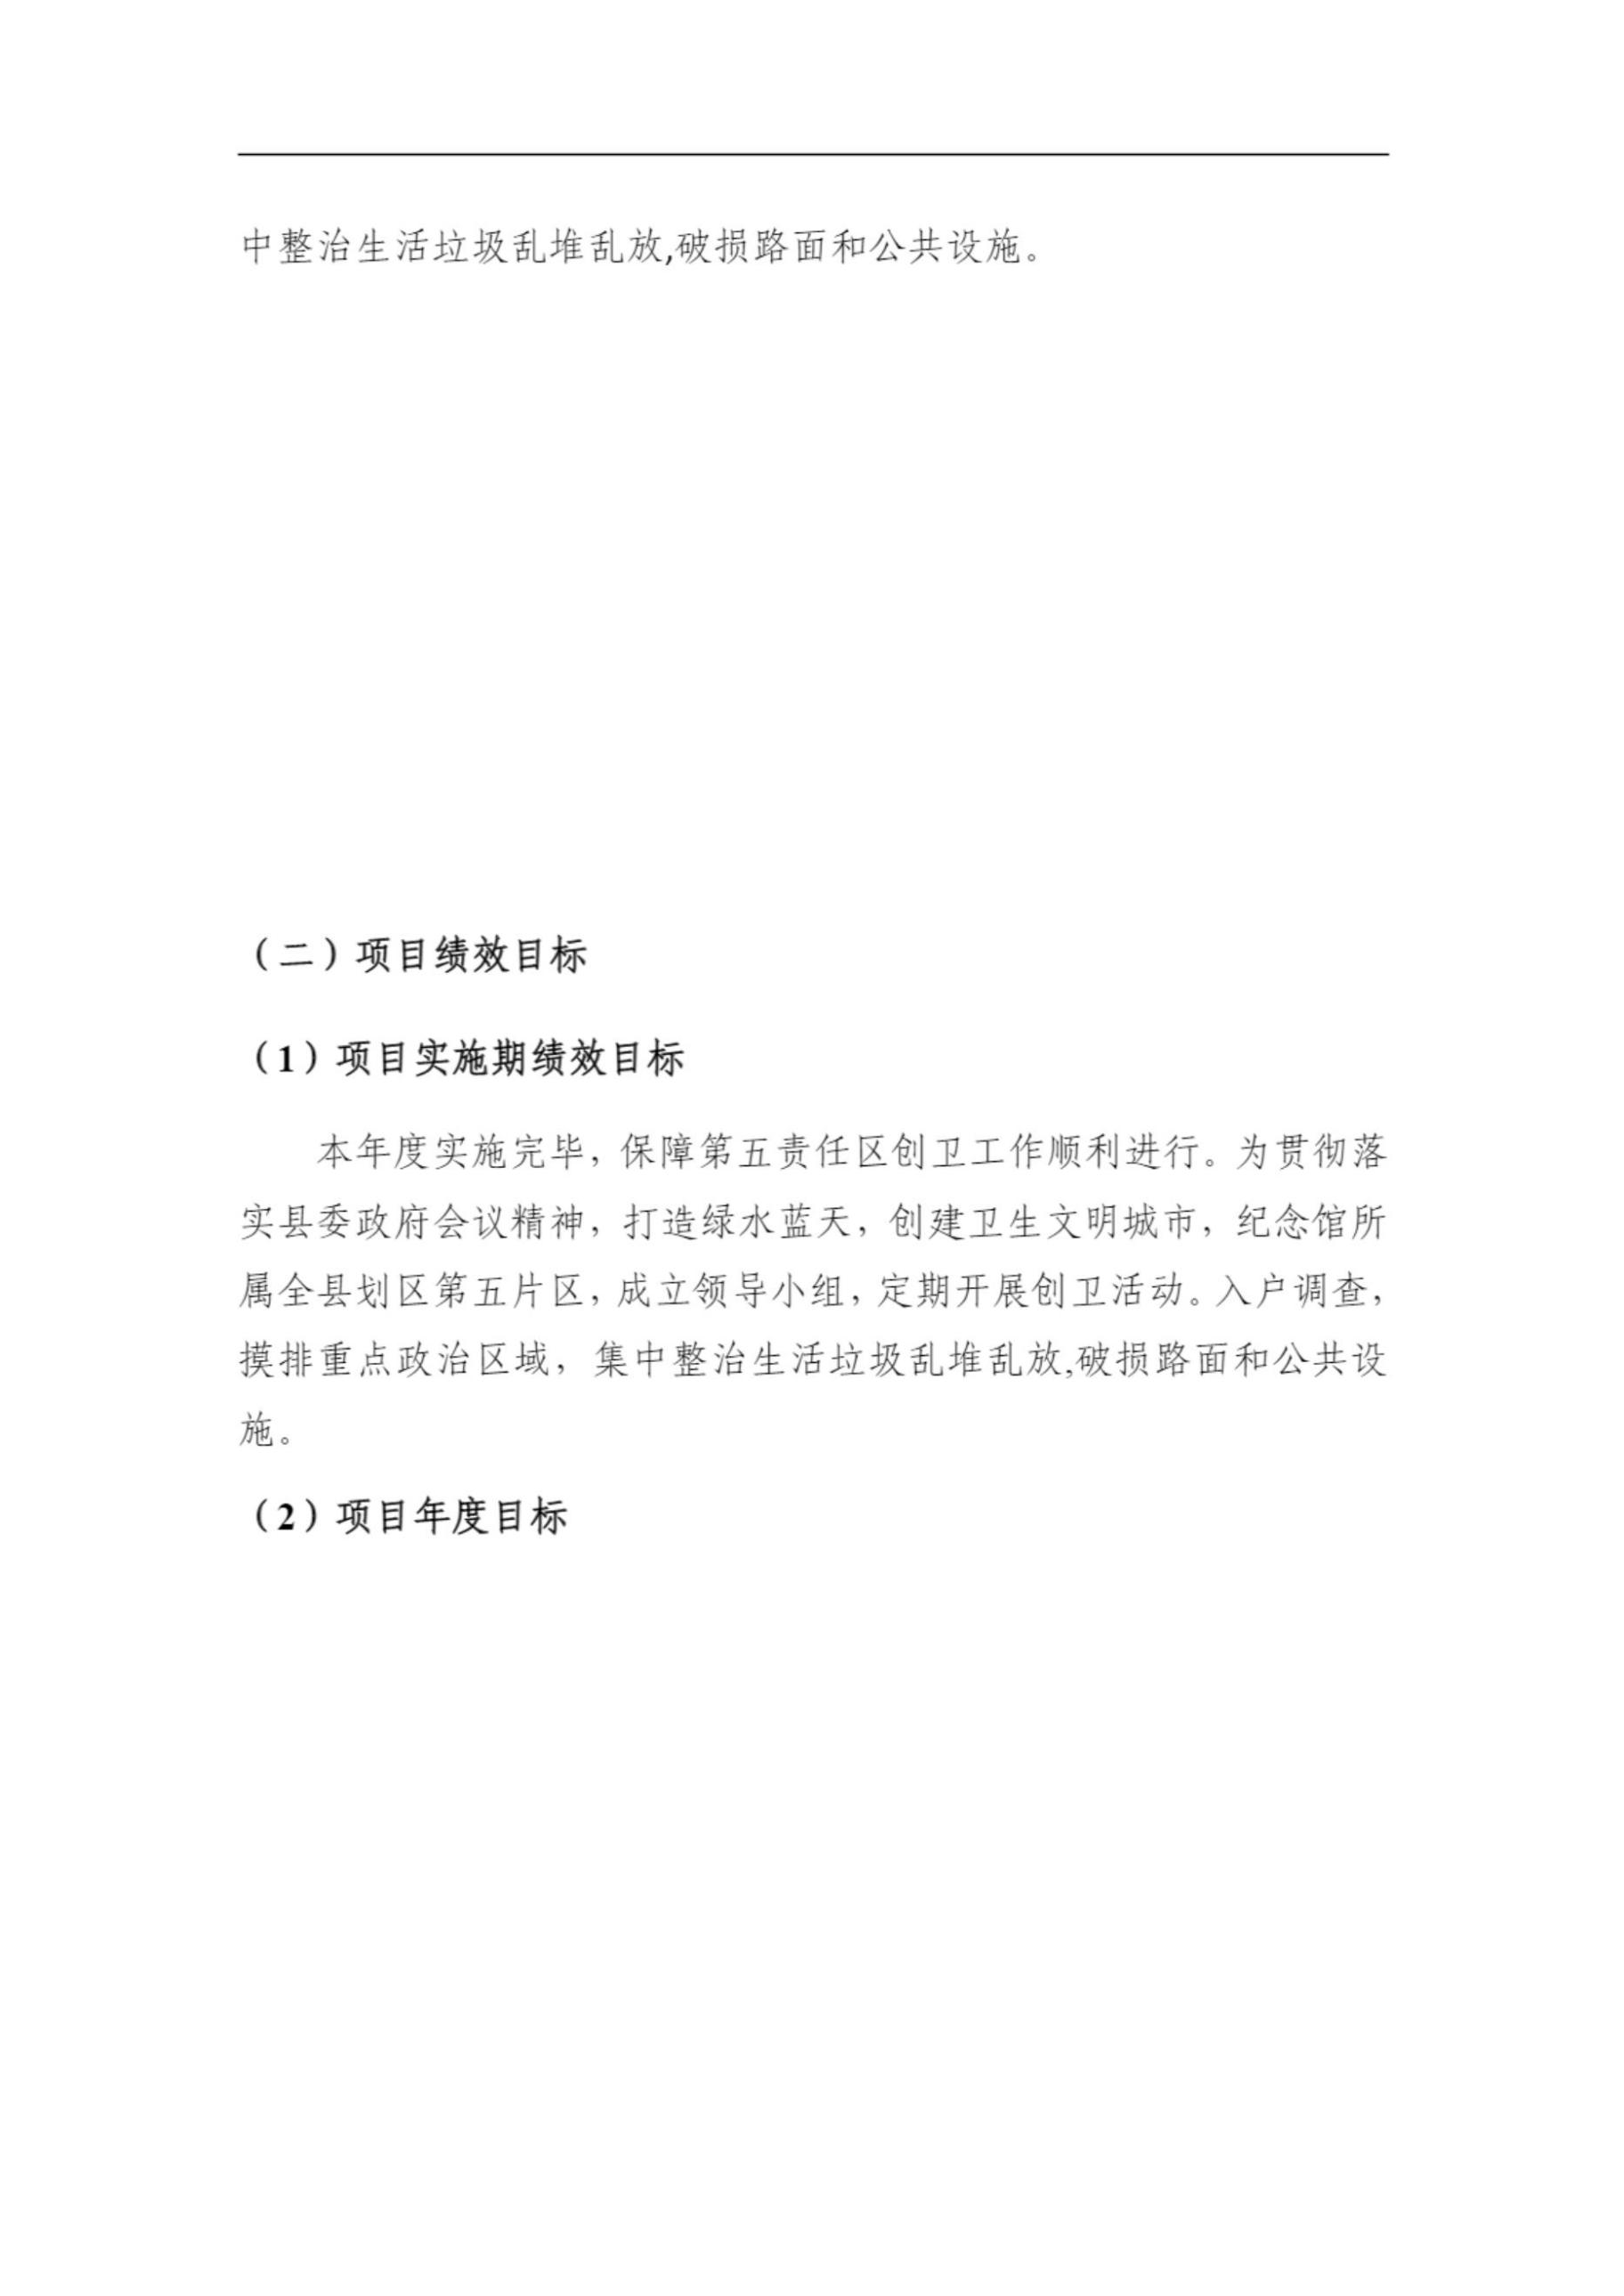 中整治生活垃圾乱堆乱放,破损路面和公共设施。
（二）项目绩效目标
（1）项目实施期绩效目标
本年度实施完毕，保障第五责任区创卫工作顺利进行。为贯彻落
实县委政府会议精神，打造绿水蓝天，创建卫生文明城市，纪念馆所
属全县划区第五片区，成立领导小组，定期开展创卫活动。入户调查，
摸排重点政治区域，集中整治生活垃圾乱堆乱放,破损路面和公共设
施。
（2）项目年度目标